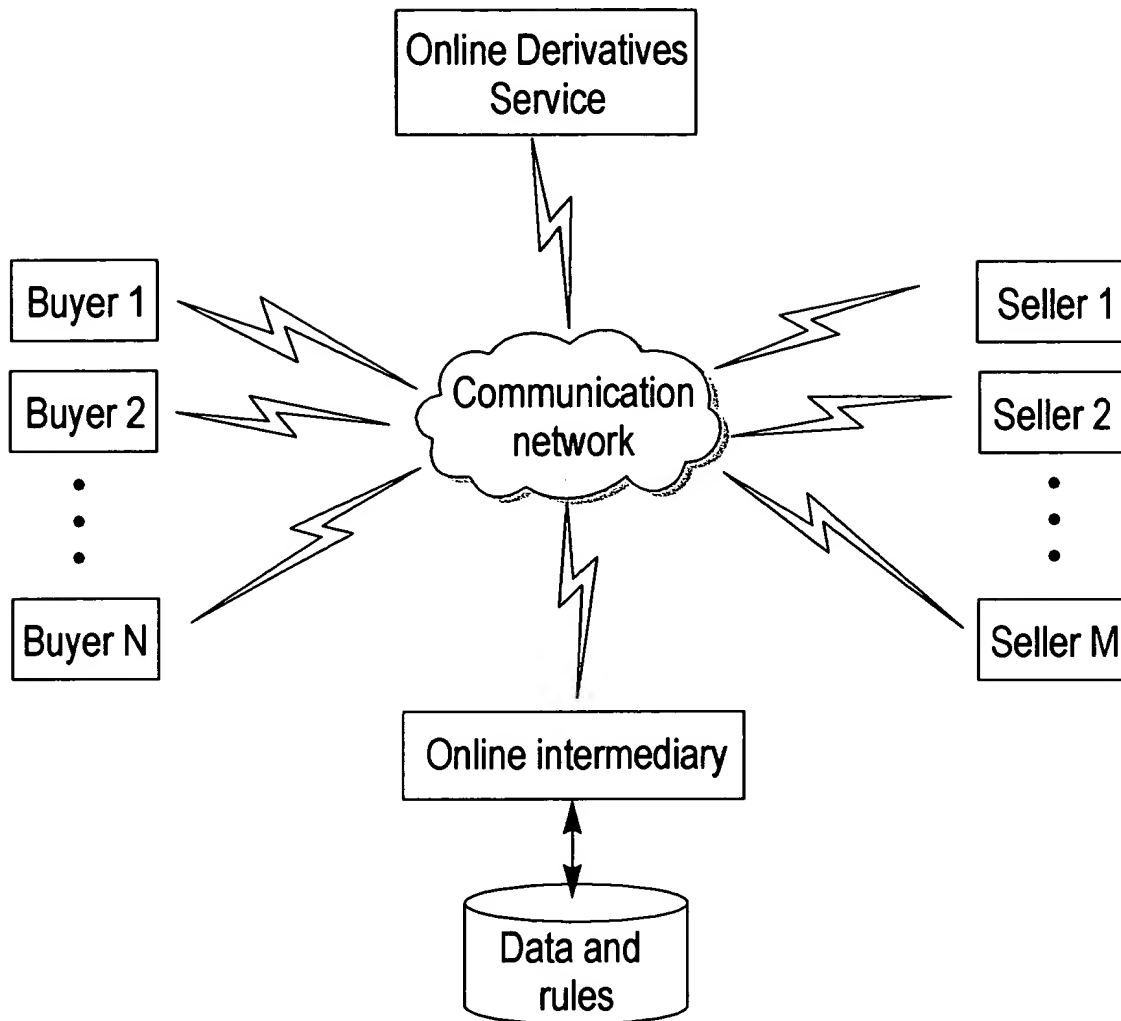 Online Derivatives
Service
Buyer 1
Seller 1
Communication
network
Buyer 2
Seller 2
Buyer N
Seller M
Online intermediary
Data and
rules